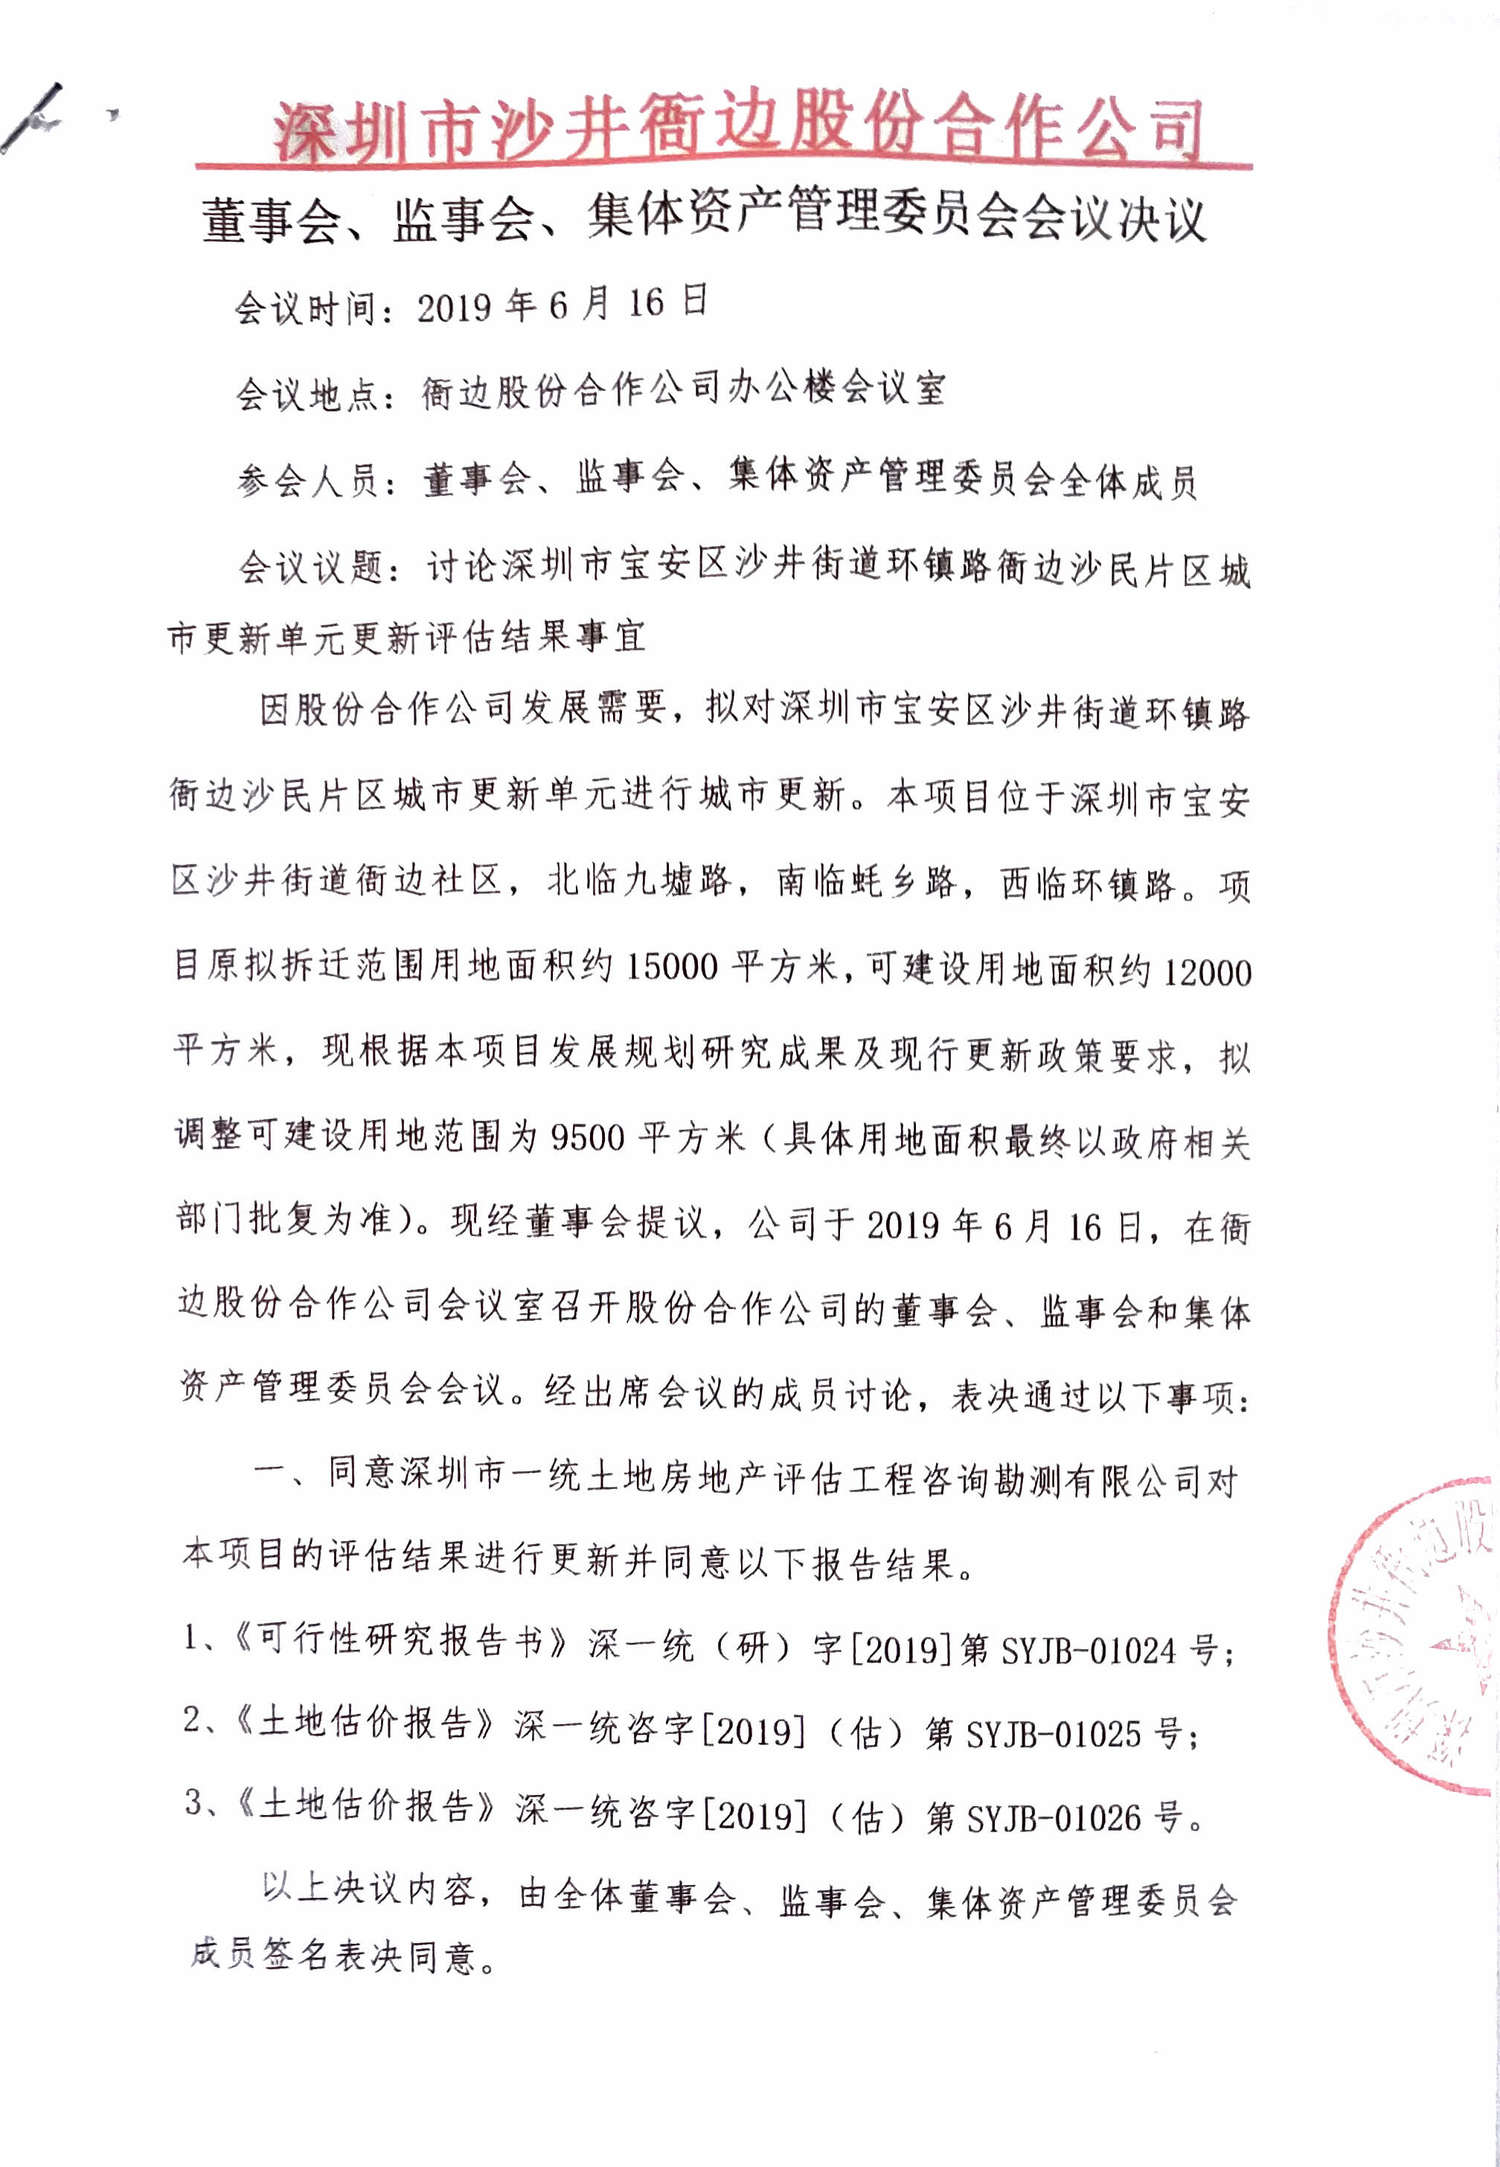 深圳市沙井衙边股份合作公司
董事会、监事会、集体资产管理委员会会议决议
会议时间：2019 年 6 月 16 日
会议地点：衙边股份合作公司办公楼会议室
参会人员：董事会、监事会、集体资产管理委员会全体成员
会议议题：讨论深圳市宝安区沙井街道环镇路衙边沙民片区城
市更新单元更新评估结果事宜
因股份合作公司发展需要，拟对深圳市宝安区沙井街道环镇路
衙边沙民片区城市更新单元进行城市更新。本项目位于深圳市宝安
区沙井街道衙边社区，北临九墟路，南临蚝乡路，西临环镇路。项
目原拟拆迁范围用地面积约 15000 平方米，可建设用地面积约 12000
平方米，现根据本项目发展规划研究成果及现行更新政策要求，拟
调整可建设用地范围为 9500 平方米（具体用地面积最终以政府相关
部门批复为准）。现经董事会提议，公司于 2019 年 6 月 16 日，在衙
边股份合作公司会议室召开股份合作公司的董事会、监事会和集体
资产管理委员会会议。经出席会议的成员讨论，表决通过以下事项：
一、同意深圳市一统土地房地产评估工程咨询勘测有限公司对
本项目的评估结果进行更新并同意以下报告结果。
1、《可行性研究报告书》深一统（研）字[2019]第 SYJB-01024 号；
2、《土地估价报告》深一统咨字[2019]（估）第 SYJB-01025 号；
3、《土地估价报告》深一统咨字[2019]（估）第 SYJB-01026 号。
以上决议内容，由全体董事会、监事会、集体资产管理委员会
成员签名表决同意。
深圳市沙井衙边股